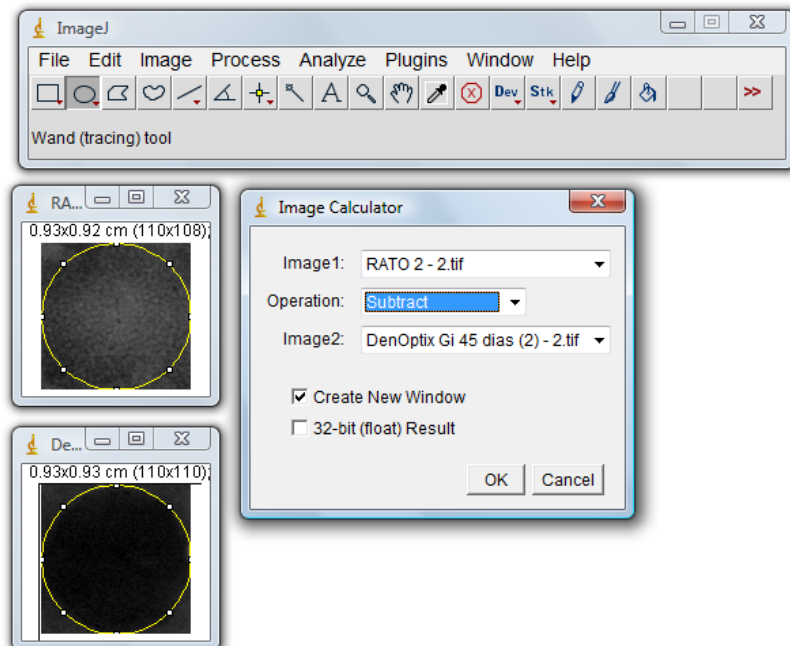 ImageJ
File Edit Image Process Analyze Plugins Window Help
A Dev Stk >>
Wand (tracing) tool
RA...
0.93x0.92 cm (110x108);
Image Calculator
Image1: RATO 2 - 2.tif
Operation: Subtract
Image2: DenOptix Gi 45 dias (2) - 2.tif
Create New Window
32-bit (float) Result
OK Cancel
De...
0.93x0.93 cm (110x110);